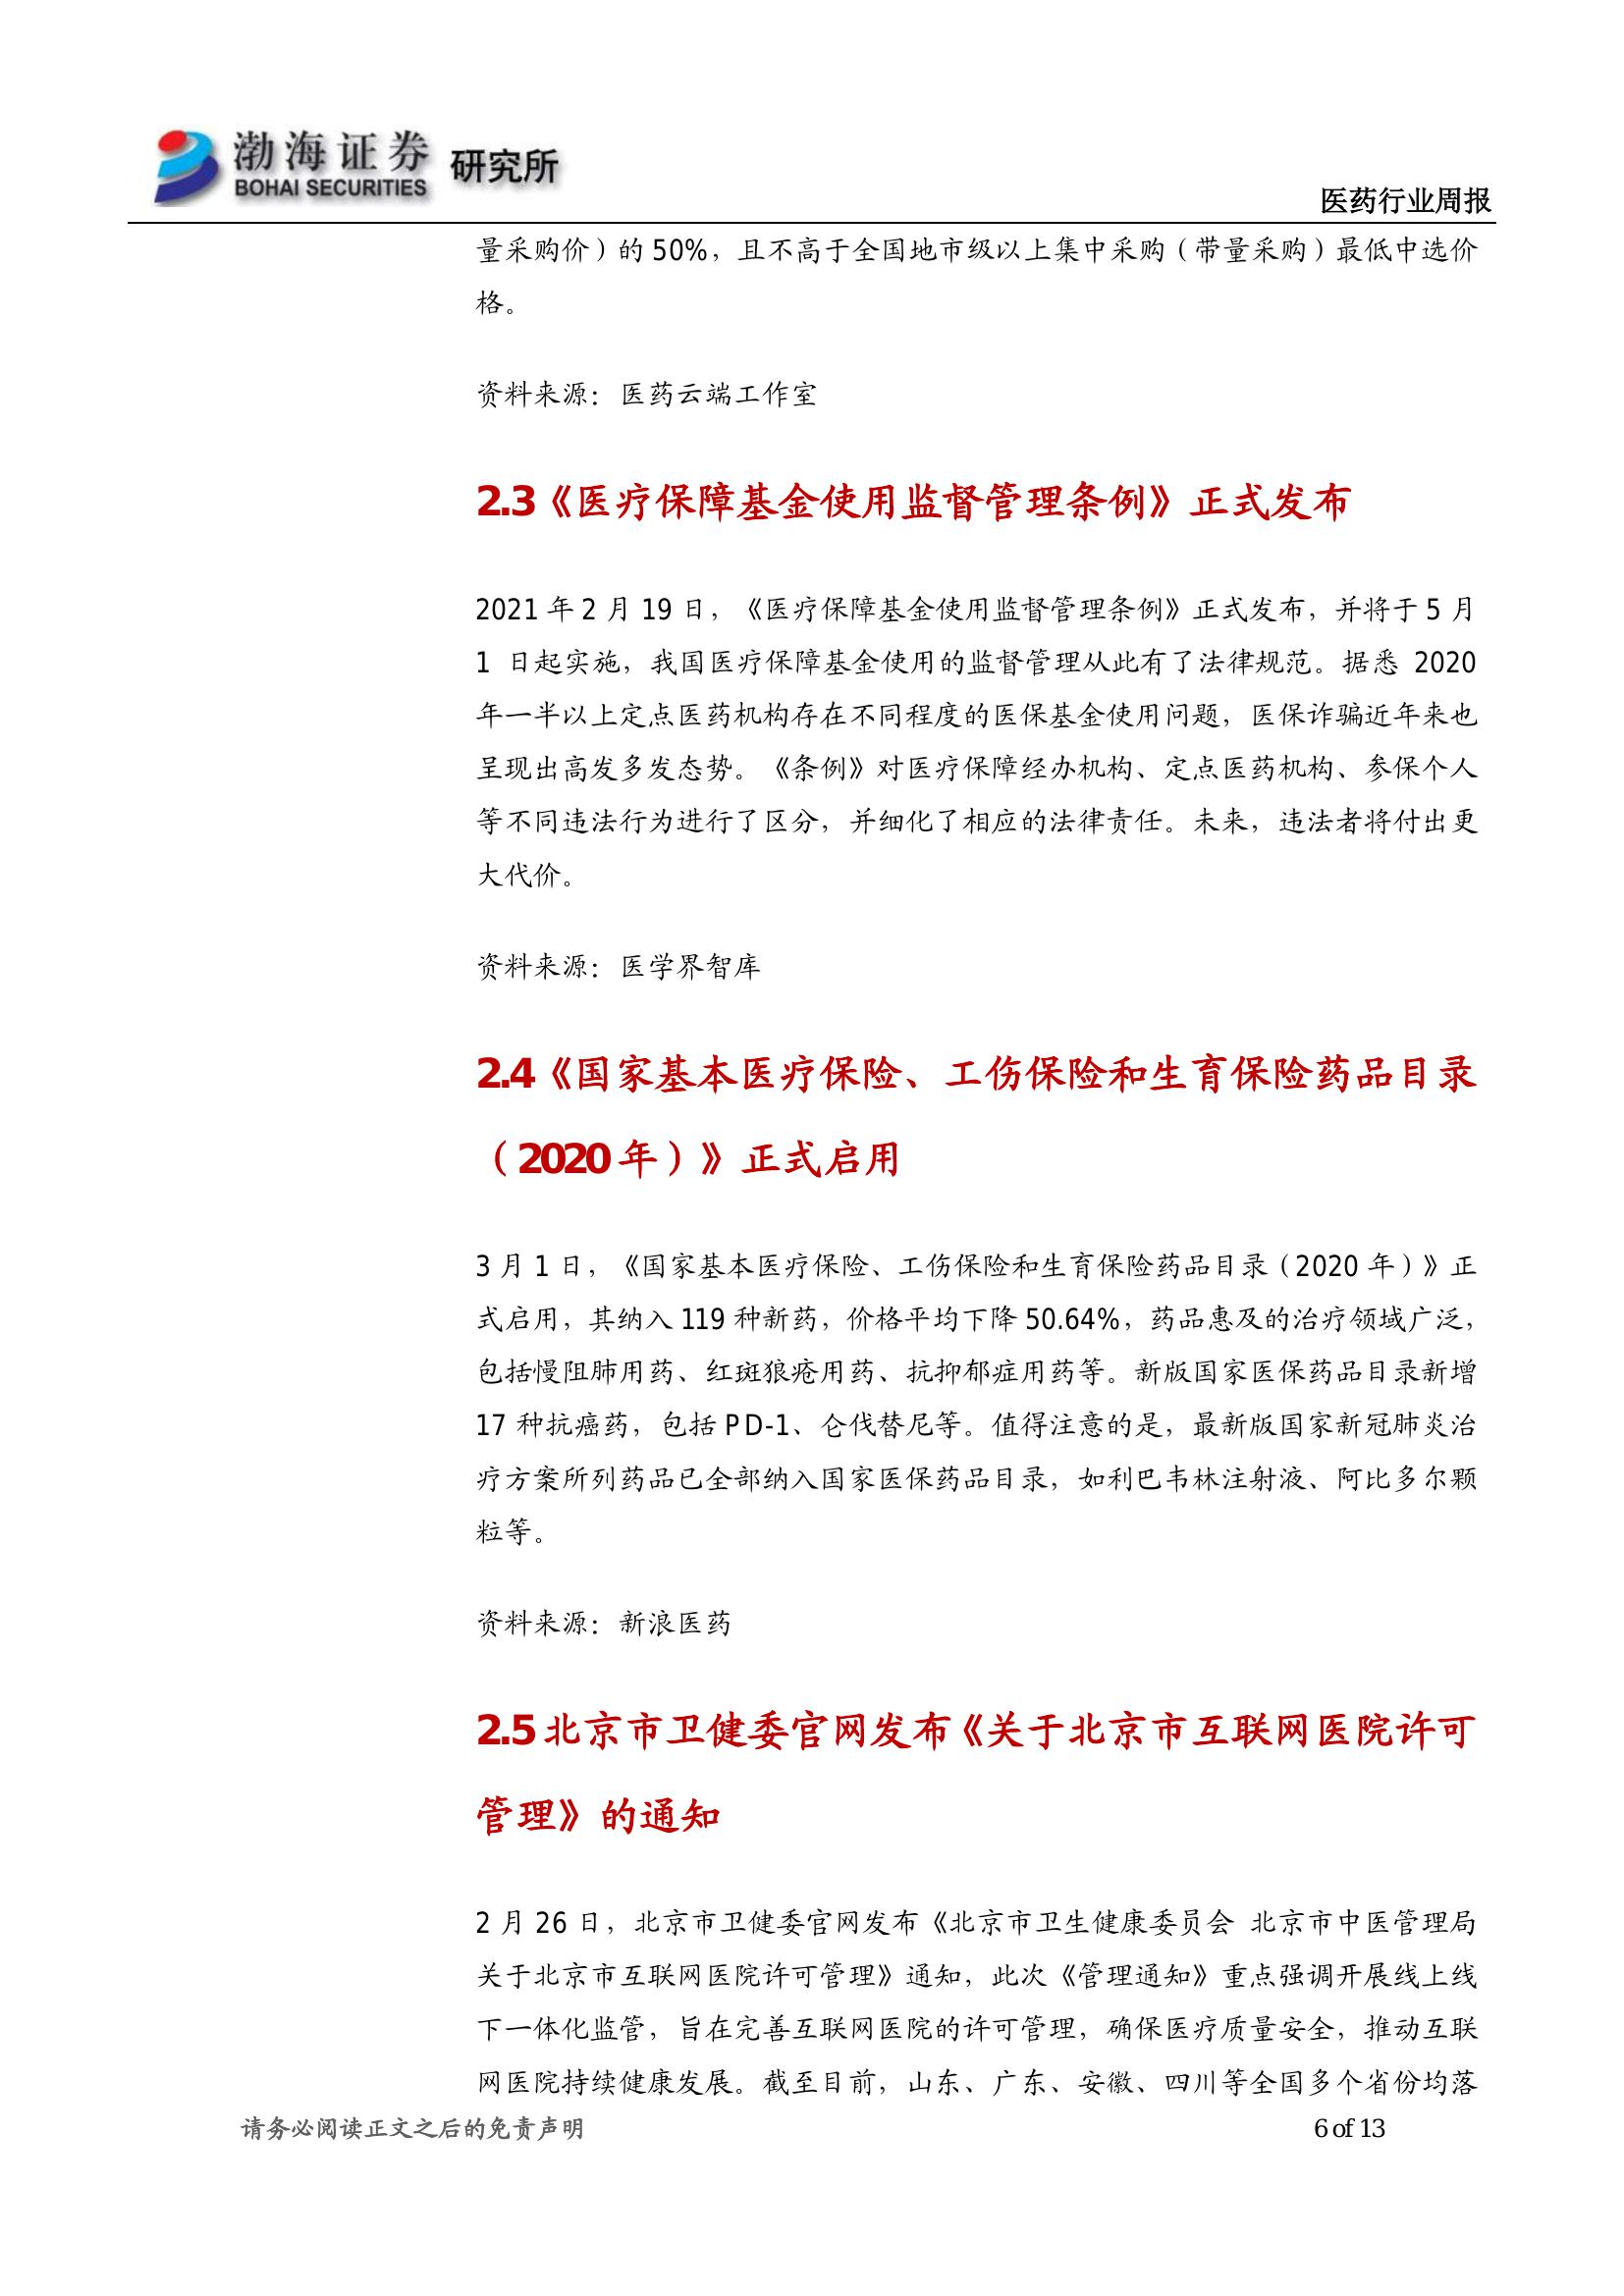 渤海证券
BOHAI SECURITIES
研究所
医药行业周报
量采购价）的 50%，且不高于全国地市级以上集中采购（带量采购）最低中选价
格。
资料来源：医药云端工作室
2.3《医疗保障基金使用监督管理条例》正式发布
2021 年 2 月 19 日，《医疗保障基金使用监督管理条例》正式发布，并将于 5 月
1 日起实施，我国医疗保障基金使用的监督管理从此有了法律规范。据悉 2020
年一半以上定点医药机构存在不同程度的医保基金使用问题，医保诈骗近年来也
呈现出高发多发态势。《条例》对医疗保障经办机构、定点医药机构、参保个人
等不同违法行为进行了区分，并细化了相应的法律责任。未来，违法者将付出更
大代价。
资料来源：医学界智库
2.4《国家基本医疗保险、工伤保险和生育保险药品目录
（2020 年）》正式启用
3 月 1 日，《国家基本医疗保险、工伤保险和生育保险药品目录（2020 年）》正
式启用，其纳入 119 种新药，价格平均下降 50.64%，药品惠及的治疗领域广泛，
包括慢阻肺用药、红斑狼疮用药、抗抑郁症用药等。新版国家医保药品目录新增
17 种抗癌药，包括 PD-1、仑伐替尼等。值得注意的是，最新版国家新冠肺炎治
疗方案所列药品已全部纳入国家医保药品目录，如利巴韦林注射液、阿比多尔颗
粒等。
资料来源：新浪医药
2.5 北京市卫健委官网发布《关于北京市互联网医院许可
管理》的通知
2 月 26 日，北京市卫健委官网发布《北京市卫生健康委员会 北京市中医管理局
关于北京市互联网医院许可管理》通知，此次《管理通知》重点强调开展线上线
下一体化监管，旨在完善互联网医院的许可管理，确保医疗质量安全，推动互联
网医院持续健康发展。截至目前，山东、广东、安徽、四川等全国多个省份均落
请务必阅读正文之后的免责声明
6 of 13